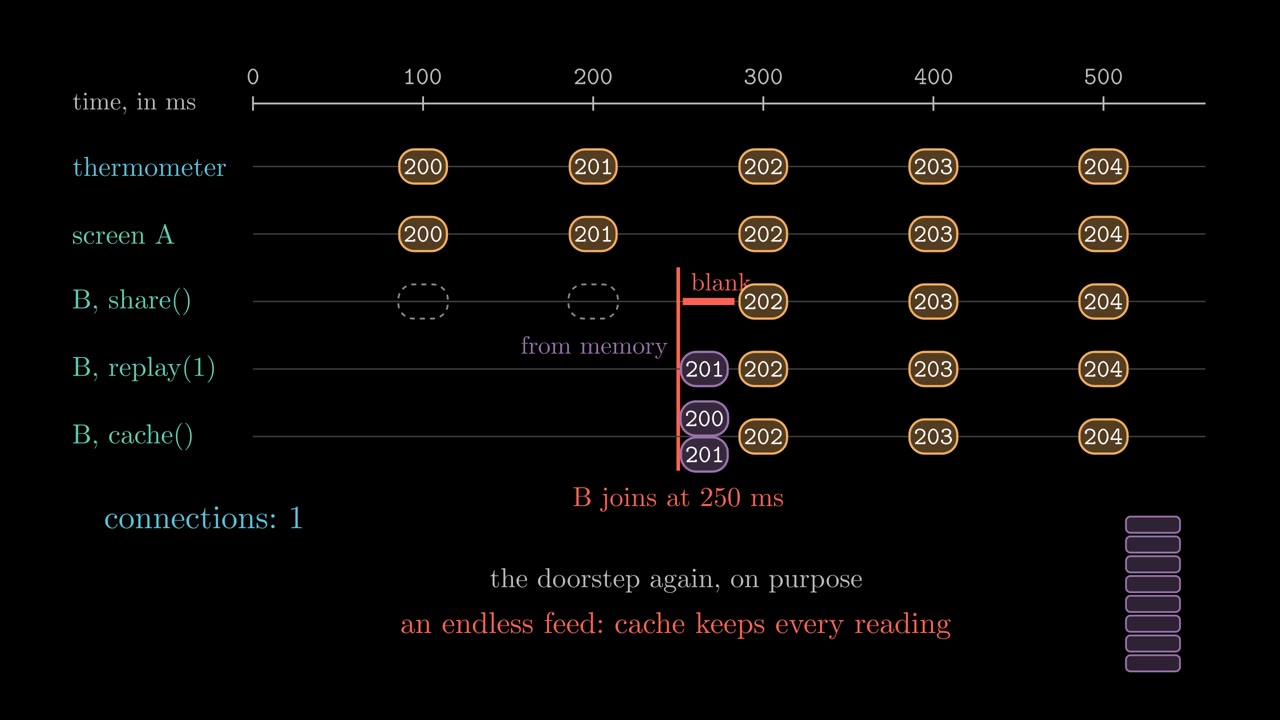 0 100 200 300 400 500
time, in ms
thermometer 200 201 202 203 204
screen A 200 201 202 203 204
blank
B, share() 202 203 204
from memory
B, replay(1) 201 202 203 204
200
B, cache() 202 203 204
201
B joins at 250 ms
connections: 1
the doorstep again, on purpose
an endless feed: cache keeps every reading